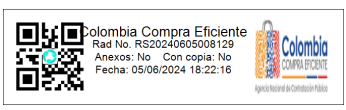 Colombia Compra Eficiente
Rad No. RS20240605008129
Anexos: No Con copia: No
Fecha: 05/06/2024 18:22:16
Colombia
COMPRA EFICIENTE
Agencia Nacional de Contratación Pública